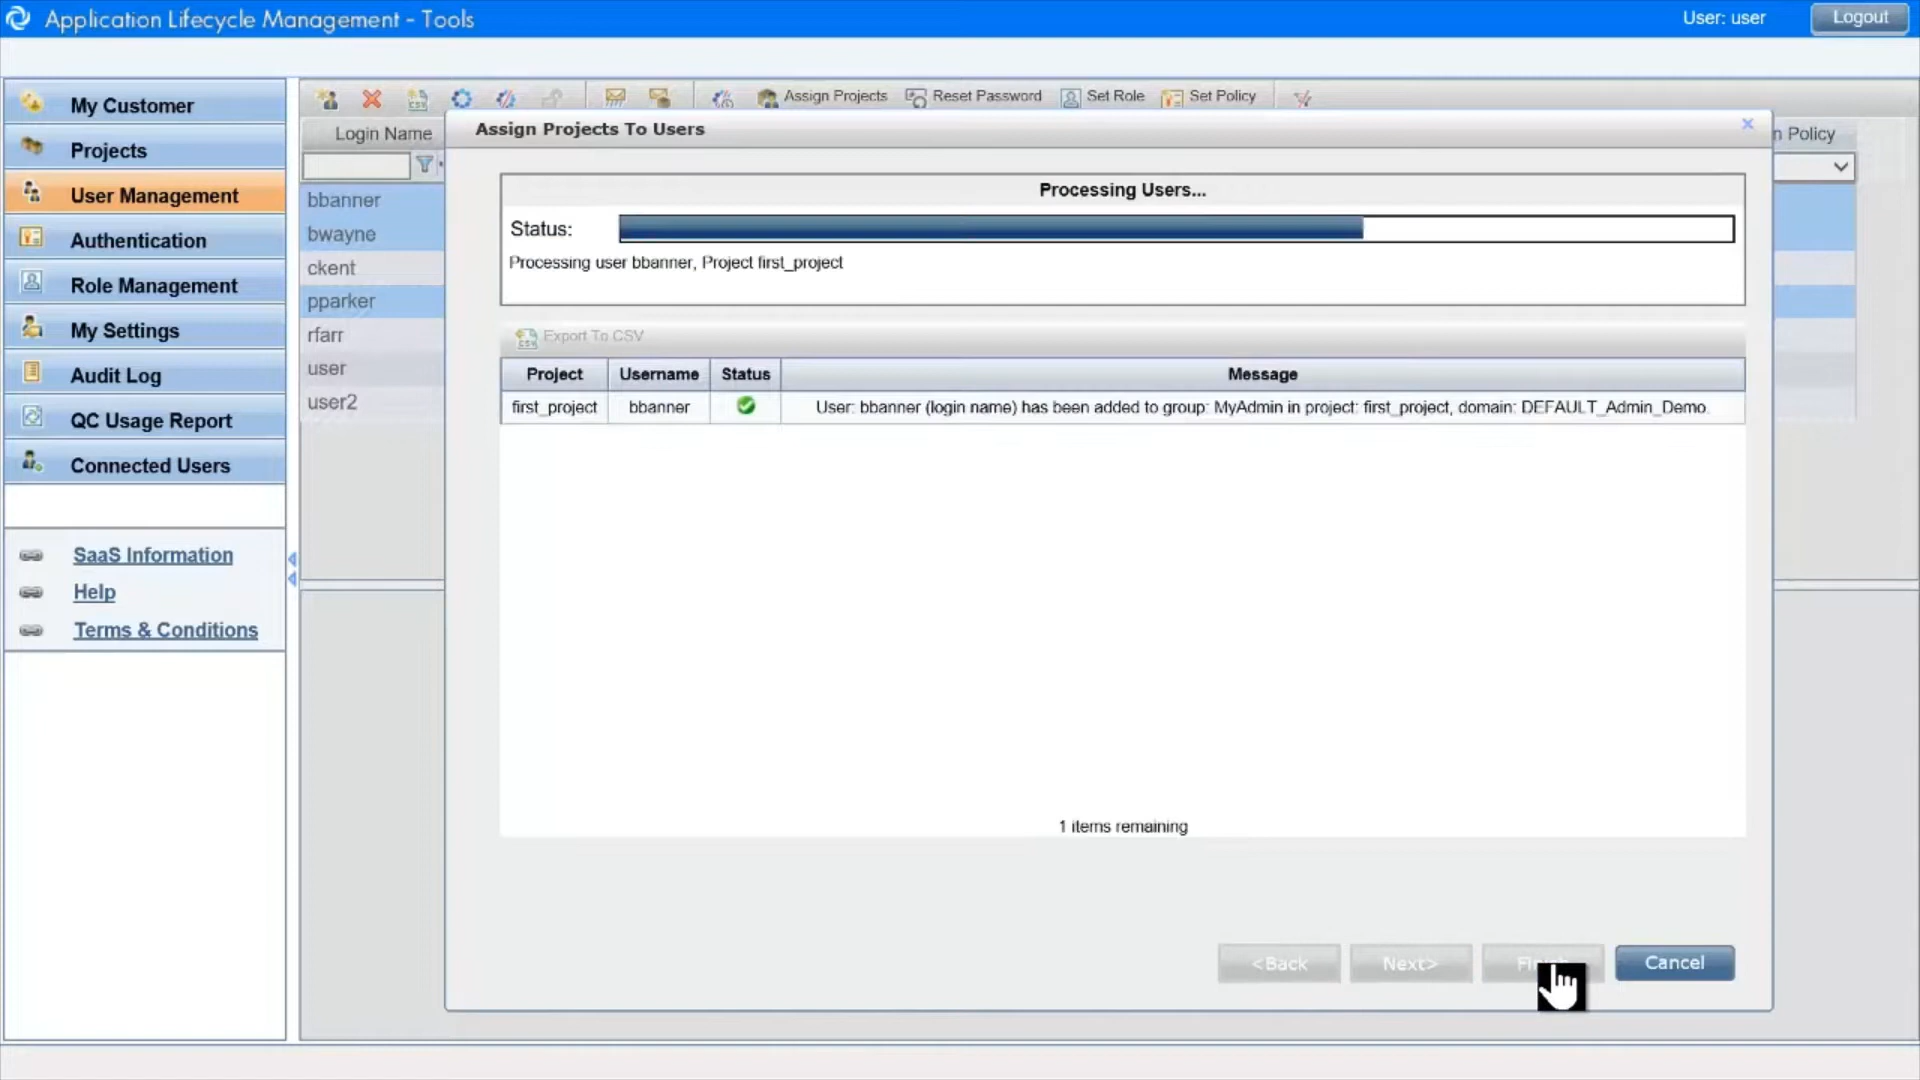 Application Lifecycle Management - Tools
User: user
Logout
My Customer
Projects
User Management
Authentication
Role Management
My Settings
Audit Log
QC Usage Report
Connected Users
SaaS Information
Help
Terms & Conditions
Assign Projects
Reset Password
Set Role
Set Policy
Login Name
n Policy
bbanner
bwayne
ckent
pparker
rfarr
user
user2
Assign Projects To Users
Processing Users...
Status:
Processing user bbanner, Project first_project
Export To CSV
Project Username Status Message
first_project bbanner User: bbanner (login name) has been added to group: MyAdmin in project: first_project, domain: DEFAULT_Admin_Demo.
1 items remaining
<Back
Next>
Cancel